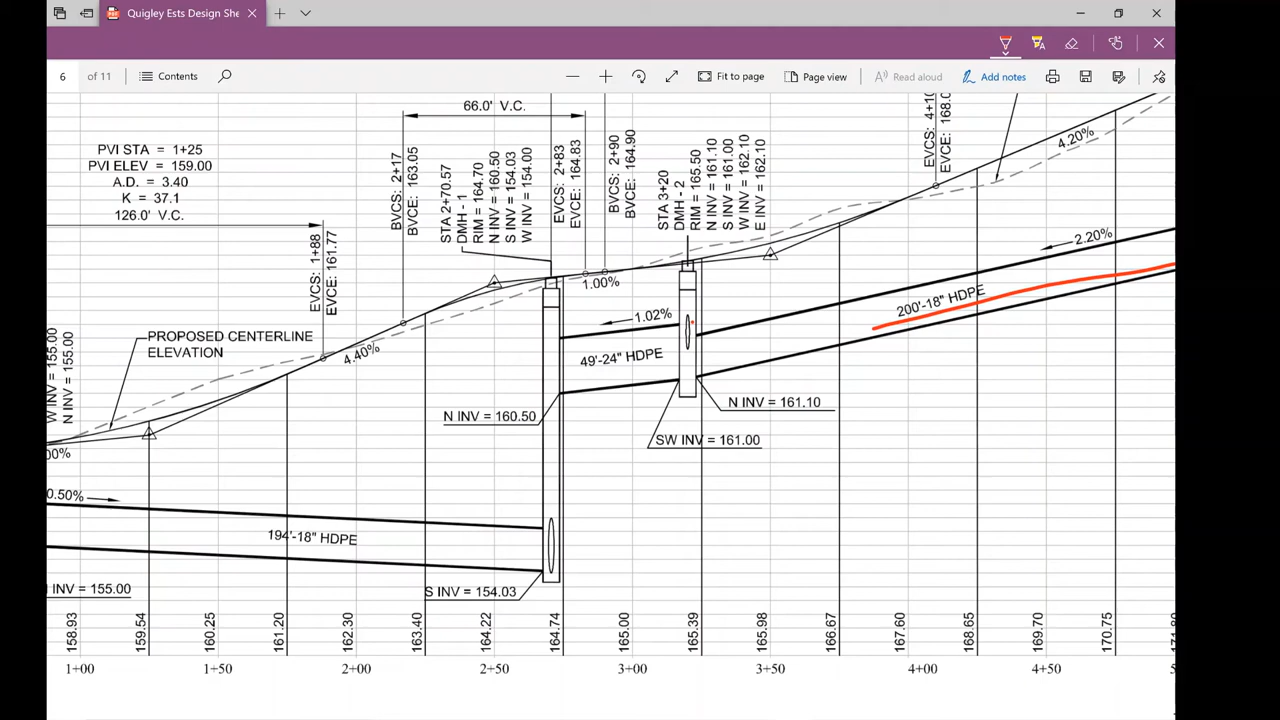 Quigley Ests Design She
6 of 11
Contents
Fit to page
Page view
Read aloud
Add notes
66.0' V.C.
PVI STA = 1+25
PVI ELEV = 159.00
A.D. = 3.40
K = 37.1
126.0' V.C.
EVCS: 1+88
EVCE: 161.77
BVCS: 2+17
BVCE: 163.05
STA 2+70.57
DMH - 1
RIM = 164.70
N INV = 160.50
S INV = 154.03
W INV = 154.00
EVCS: 2+83
EVCE: 164.83
BVCS: 2+90
BVCE: 164.90
STA 3+20
DMH - 2
RIM = 165.50
N INV = 161.10
S INV = 161.00
W INV = 162.10
E INV = 162.10
EVCS: 4+10
EVCE: 168.0
4.20%
2.20%
1.00%
200'-18" HDPE
1.02%
PROPOSED CENTERLINE
ELEVATION
4.40%
49'-24" HDPE
W INV = 155.00
N INV = 155.00
N INV = 160.50
N INV = 161.10
SW INV = 161.00
00%
0.50%
194'-18" HDPE
INV = 155.00
S INV = 154.03
158.93 159.54 160.25 161.20 162.30 163.40 164.22 164.74 165.00 165.39 165.98 166.67 167.60 168.65 169.70 170.75
1+00 1+50 2+00 2+50 3+00 3+50 4+00 4+50